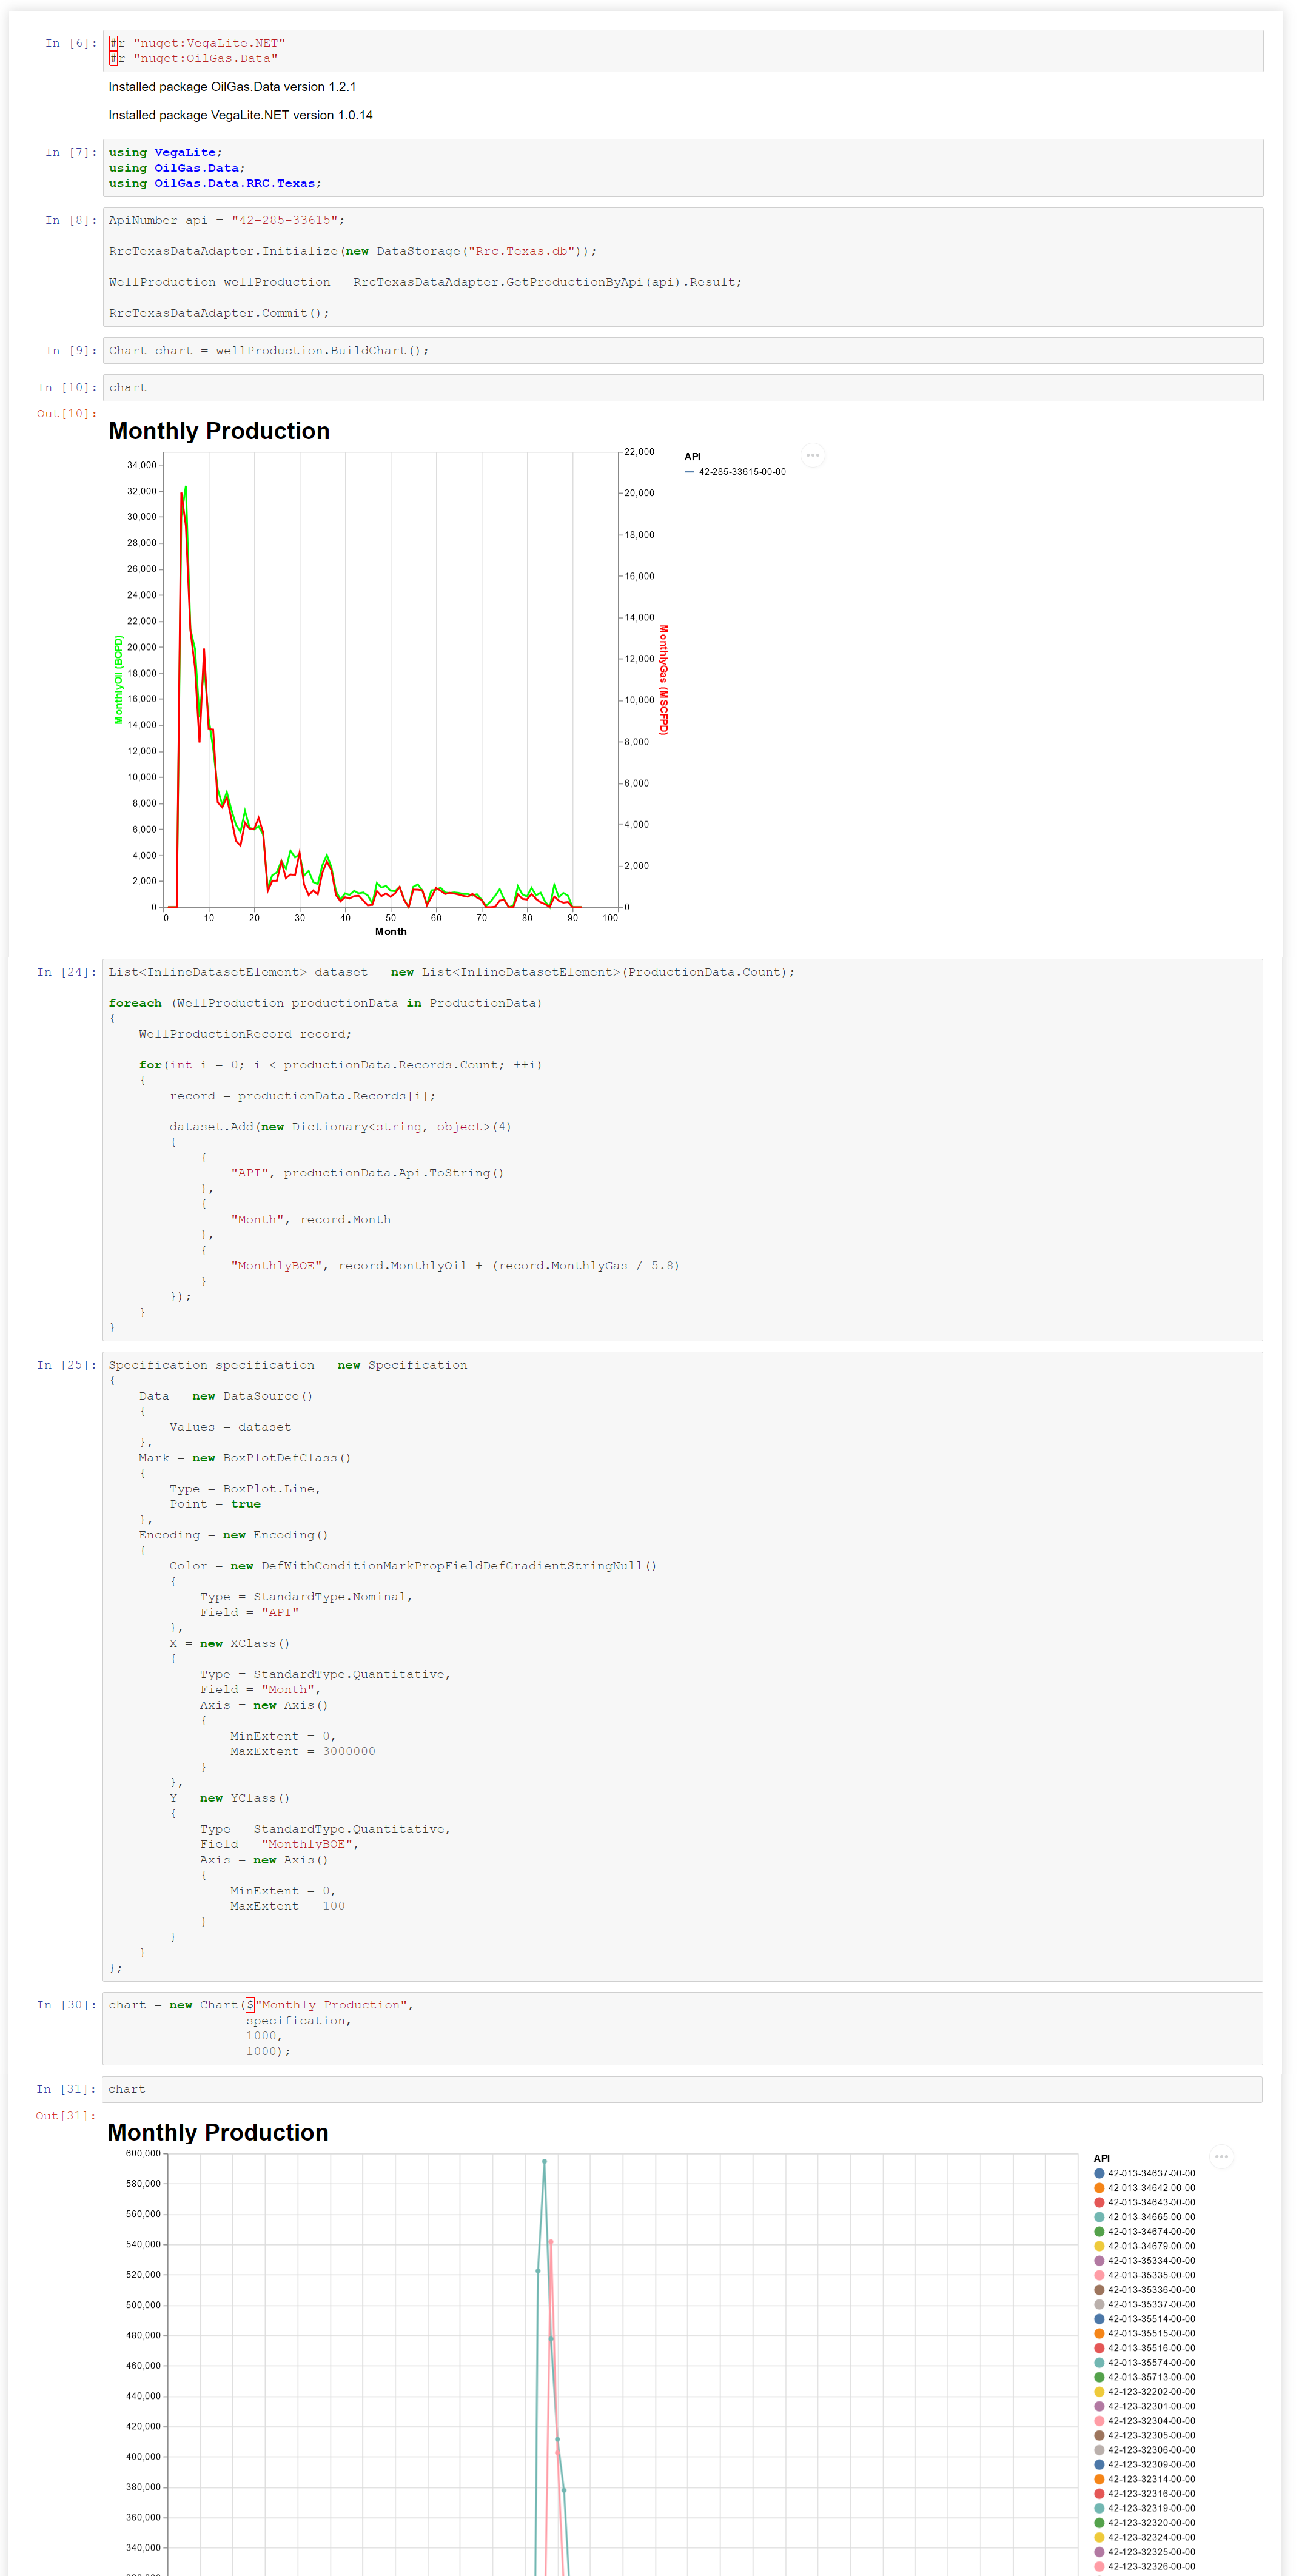 In [6]: #r "nuget:VegaLite.NET"
#r "nuget:OilGas.Data"
Installed package OilGas.Data version 1.2.1
Installed package VegaLite.NET version 1.0.14
In [7]: using VegaLite;
using OilGas.Data;
using OilGas.Data.RRC.Texas;
In [8]: ApiNumber api = "42-285-33615";
RrcTexasDataAdapter.Initialize(new DataStorage("Rrc.Texas.db"));
WellProduction wellProduction = RrcTexasDataAdapter.GetProductionByApi(api).Result;
RrcTexasDataAdapter.Commit();
In [9]: Chart chart = wellProduction.BuildChart();
In [10]: chart
Out[10]:
Monthly Production
34,000
32,000
30,000
28,000
26,000
24,000
22,000
20,000
18,000
16,000
14,000
12,000
10,000
8,000
6,000
4,000
2,000
0
MonthlyOil (BOPD)
0 10 20 30 40 50 60 70 80 90 100
Month
22,000
20,000
18,000
16,000
14,000
12,000
10,000
8,000
6,000
4,000
2,000
0
MonthlyGas (MSCFPD)
API
42-285-33615-00-00
In [24]: List<InlineDatasetElement> dataset = new List<InlineDatasetElement>(ProductionData.Count);
foreach (WellProduction productionData in ProductionData)
{
WellProductionRecord record;
for(int i = 0; i < productionData.Records.Count; ++i)
{
record = productionData.Records[i];
dataset.Add(new Dictionary<string, object>(4)
{
{
"API", productionData.Api.ToString()
},
{
"Month", record.Month
},
{
"MonthlyBOE", record.MonthlyOil + (record.MonthlyGas / 5.8)
}
});
}
}
In [25]: Specification specification = new Specification
{
Data = new DataSource()
{
Values = dataset
},
Mark = new BoxPlotDefClass()
{
Type = BoxPlot.Line,
Point = true
},
Encoding = new Encoding()
{
Color = new DefWithConditionMarkPropFieldDefGradientStringNull()
{
Type = StandardType.Nominal,
Field = "API"
},
X = new XClass()
{
Type = StandardType.Quantitative,
Field = "Month",
Axis = new Axis()
{
MinExtent = 0,
MaxExtent = 3000000
}
},
Y = new YClass()
{
Type = StandardType.Quantitative,
Field = "MonthlyBOE",
Axis = new Axis()
{
MinExtent = 0,
MaxExtent = 100
}
}
}
};
In [30]: chart = new Chart($"Monthly Production",
specification,
1000,
1000);
In [31]: chart
Out[31]:
Monthly Production
600,000
580,000
560,000
540,000
520,000
500,000
480,000
460,000
440,000
420,000
400,000
380,000
360,000
340,000
API
42-013-34637-00-00
42-013-34642-00-00
42-013-34643-00-00
42-013-34665-00-00
42-013-34674-00-00
42-013-34679-00-00
42-013-35334-00-00
42-013-35335-00-00
42-013-35336-00-00
42-013-35337-00-00
42-013-35514-00-00
42-013-35515-00-00
42-013-35516-00-00
42-013-35574-00-00
42-013-35713-00-00
42-123-32202-00-00
42-123-32301-00-00
42-123-32304-00-00
42-123-32305-00-00
42-123-32306-00-00
42-123-32309-00-00
42-123-32314-00-00
42-123-32316-00-00
42-123-32319-00-00
42-123-32320-00-00
42-123-32324-00-00
42-123-32325-00-00
42-123-32326-00-00